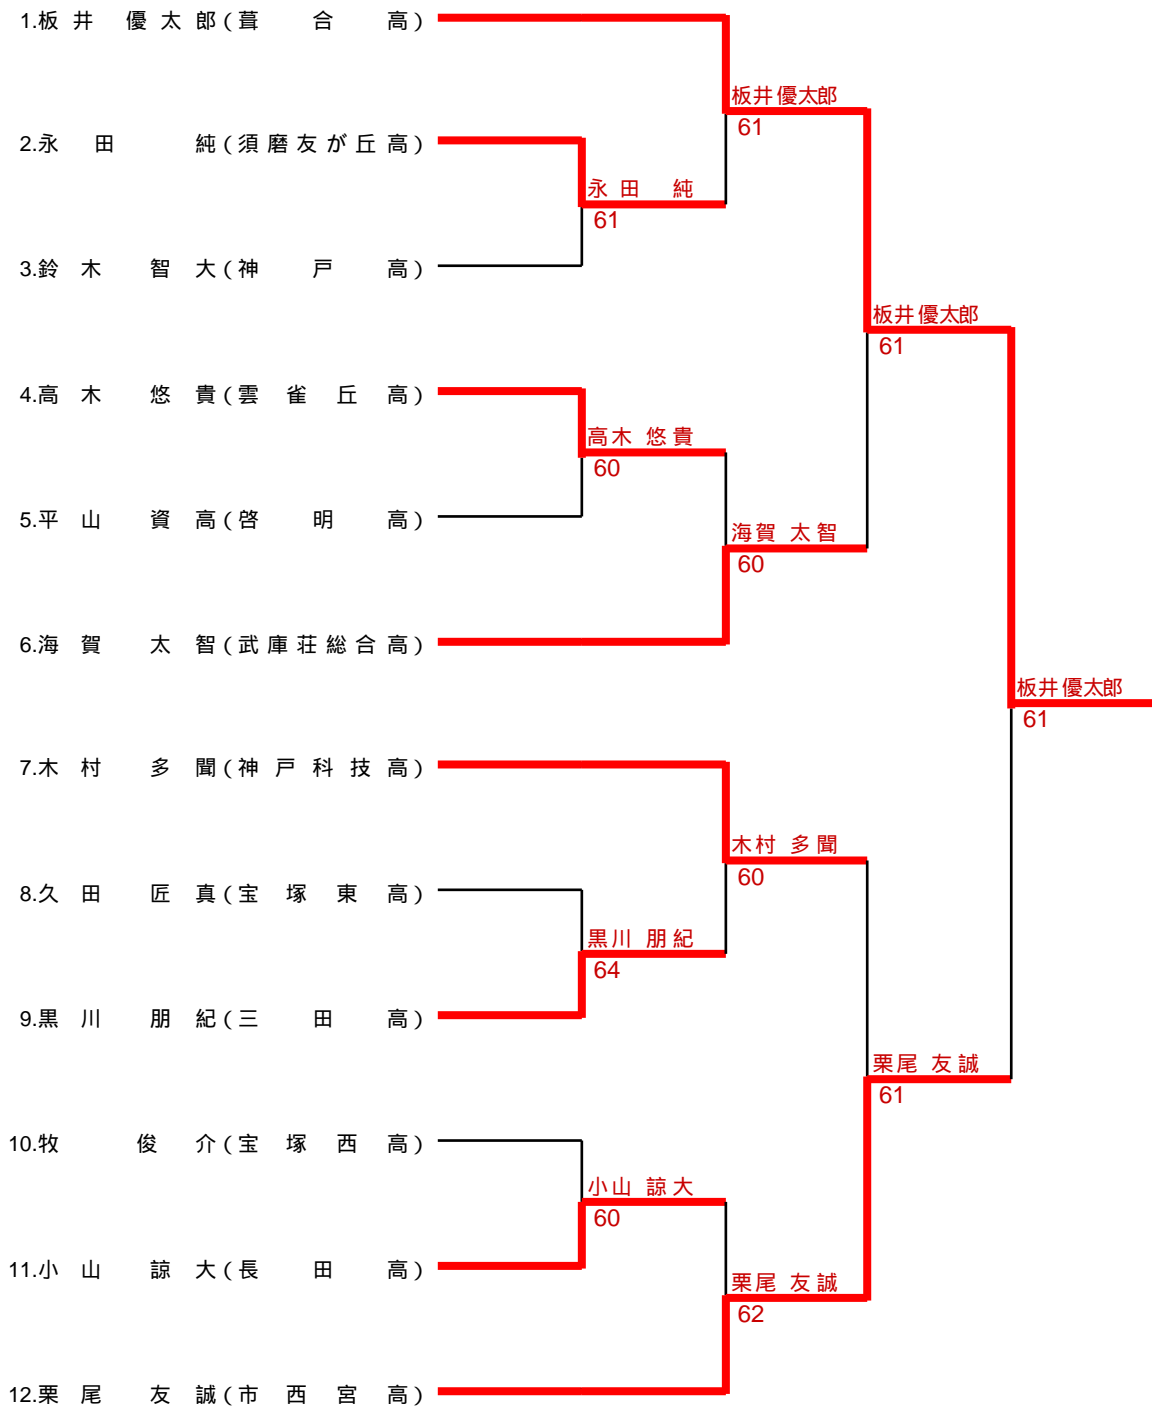 1.板井 優太郎(葺合高)
板井優太郎
61
2.永田 純(須磨友が丘高)
永田 純
61
3.鈴木 智大(神戸高)
板井優太郎
61
4.高木 悠貴(雲雀丘高)
高木 悠貴
60
5.平山 資高(啓明高)
海賀 太智
60
6.海賀 太智(武庫荘総合高)
板井優太郎
61
7.木村 多聞(神戸科技高)
木村 多聞
60
8.久田 匠真(宝塚東高)
黒川 朋紀
64
9.黒川 朋紀(三田高)
栗尾 友誠
61
10.牧 俊介(宝塚西高)
小山 諒大
60
11.小山 諒大(長田高)
栗尾 友誠
62
12.栗尾 友誠(市西宮高)